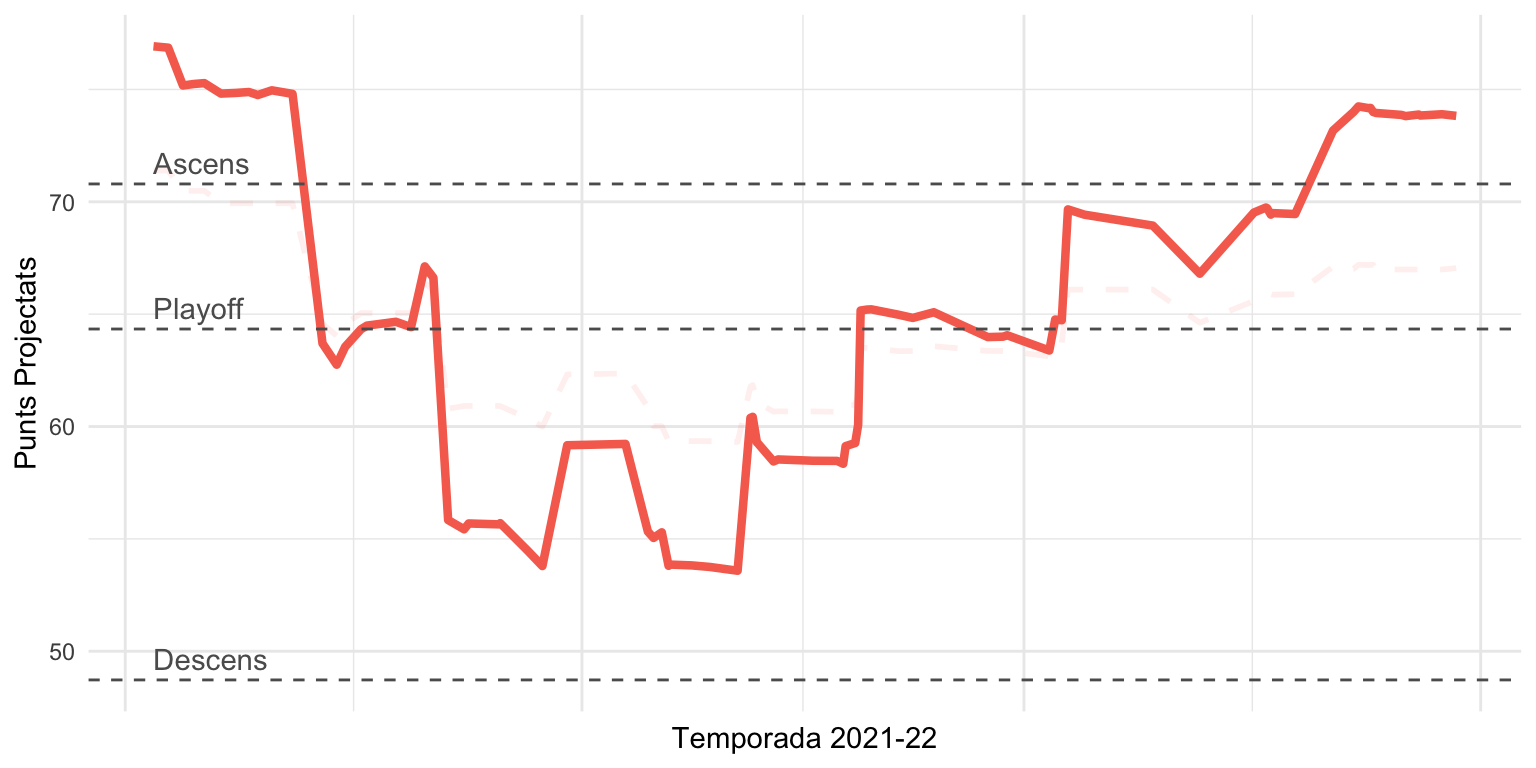 Ascens
70
Playoff
60
50
Descens
Punts Projectats
Temporada 2021-22